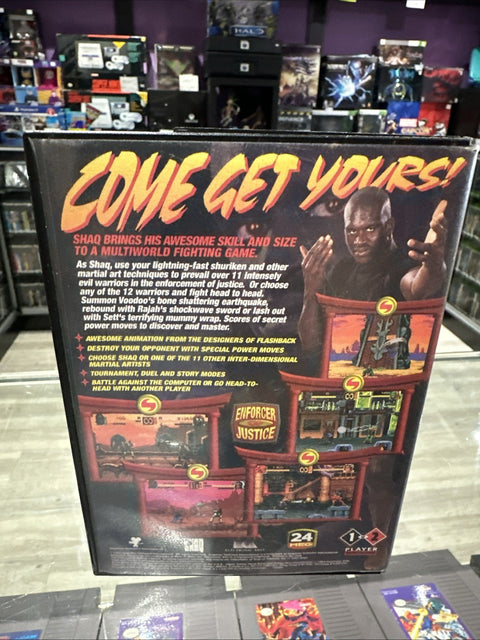 HALO
COME GET YOURS!
SHAQ BRINGS HIS AWESOME SKILL AND SIZE
TO A MULTIWORLD FIGHTING GAME.
As Shaq, use your lightning-fast shuriken and other
martial art techniques to prevail over 11 intensely
evil warriors in the enforcement of justice. Or choose
any of the 12 warriors and fight head to head.
Summon Voodoo's bone shattering earthquake,
rebound with Rajah's shockwave sword or lash out
with Sett's terrifying mummy wrap. Scores of secret
power moves to discover and master.
AWESOME ANIMATION FROM THE DESIGNERS OF FLASHBACK
DESTROY YOUR OPPONENT WITH SPECIAL POWER MOVES
CHOOSE SHAQ OR ONE OF THE 11 OTHER INTER-DIMENSIONAL
MARTIAL ARTISTS
TOURNAMENT, DUEL AND STORY MODES
BATTLE AGAINST THE COMPUTER OR GO HEAD-TO-
HEAD WITH ANOTHER PLAYER
ENFORCER
OF
JUSTICE
24
MEG
1 OR 2
PLAYER